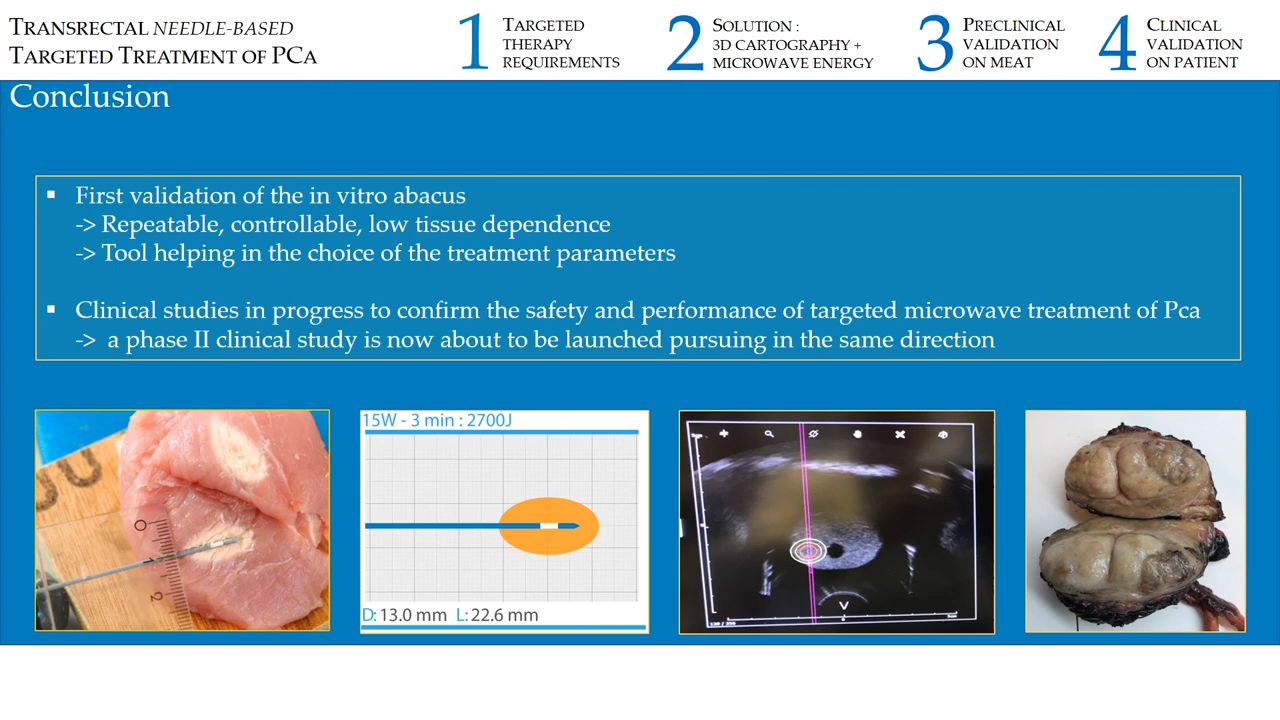 TRANSRECTAL NEEDLE-BASED
TARGETED TREATMENT OF PCA
1 TARGETED
THERAPY
REQUIREMENTS
2 SOLUTION :
3D CARTOGRAPHY +
MICROWAVE ENERGY
3 PRECLINICAL
VALIDATION
ON MEAT
4 CLINICAL
VALIDATION
ON PATIENT
Conclusion
▪ First validation of the in vitro abacus
-> Repeatable, controllable, low tissue dependence
-> Tool helping in the choice of the treatment parameters
▪ Clinical studies in progress to confirm the safety and performance of targeted microwave treatment of Pca
-> a phase II clinical study is now about to be launched pursuing in the same direction
0
2
15W - 3 min : 2700J
D: 13.0 mm L: 22.6 mm
V